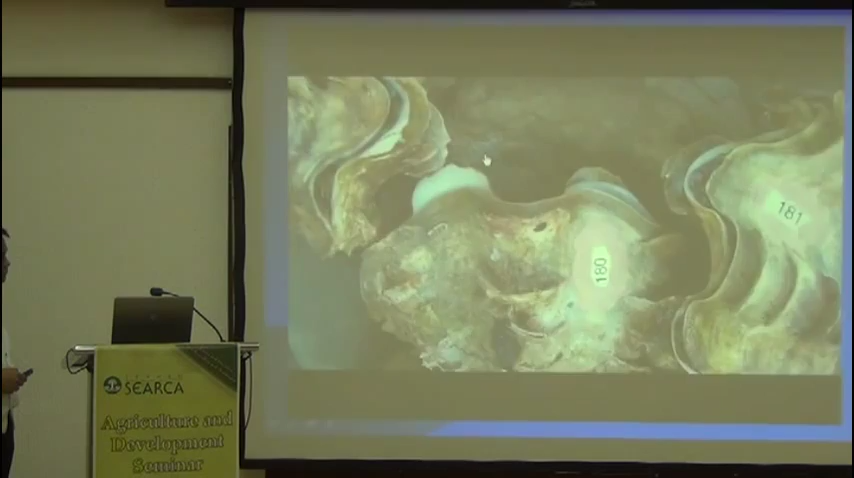 SEARCA
Agriculture and
Development
Seminar
180
181